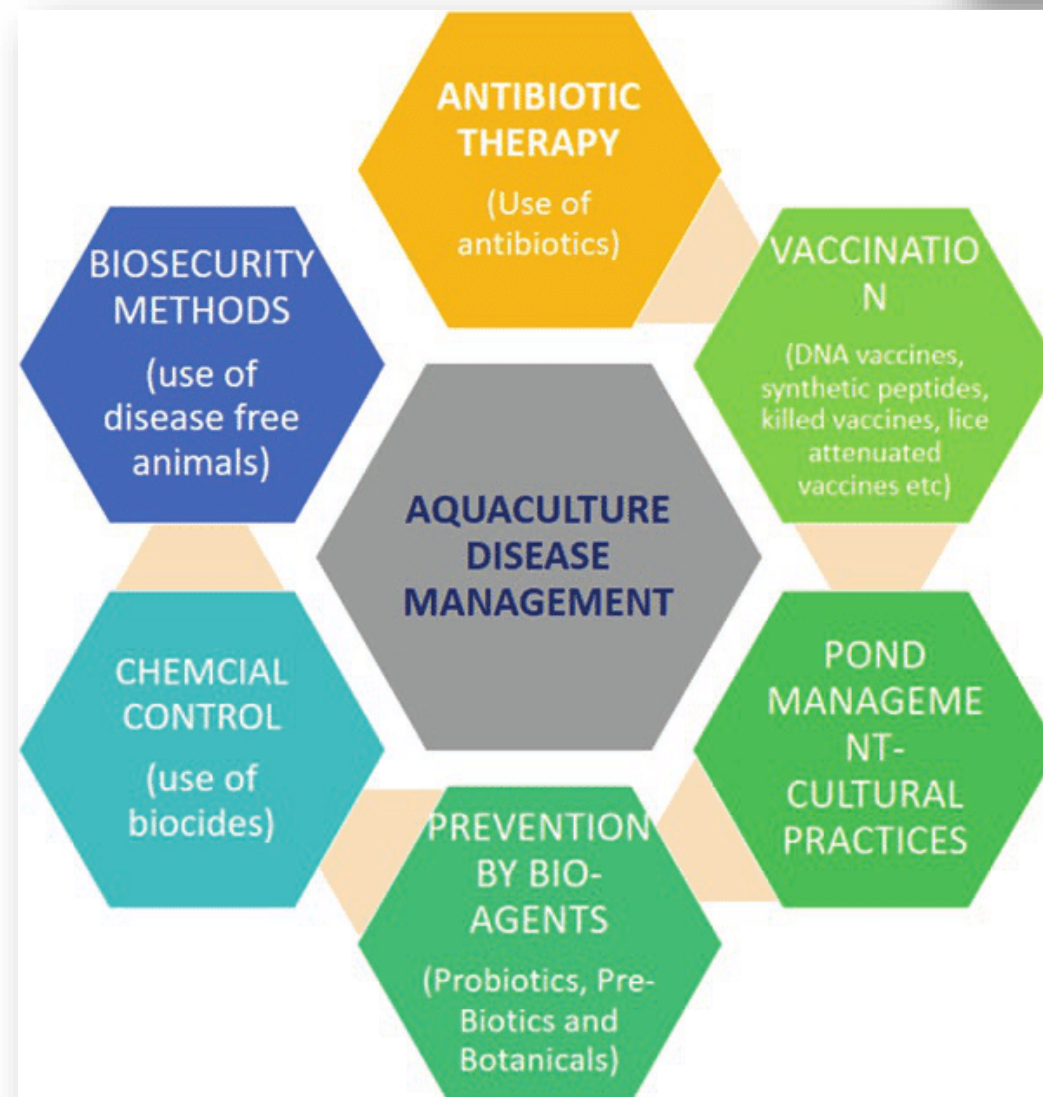 ANTIBIOTIC
THERAPY
(Use of
antibiotics)
VACCINATIO
N
(DNA vaccines,
synthetic peptides,
killed vaccines, lice
attenuated
vaccines etc)
POND
MANAGEME
NT-
CULTURAL
PRACTICES
PREVENTION
BY BIO-
AGENTS
(Probiotics, Pre-
Biotics and
Botanicals)
CHEMCIAL
CONTROL
(use of
biocides)
BIOSECURITY
METHODS
(use of
disease free
animals)
AQUACULTURE
DISEASE
MANAGEMENT